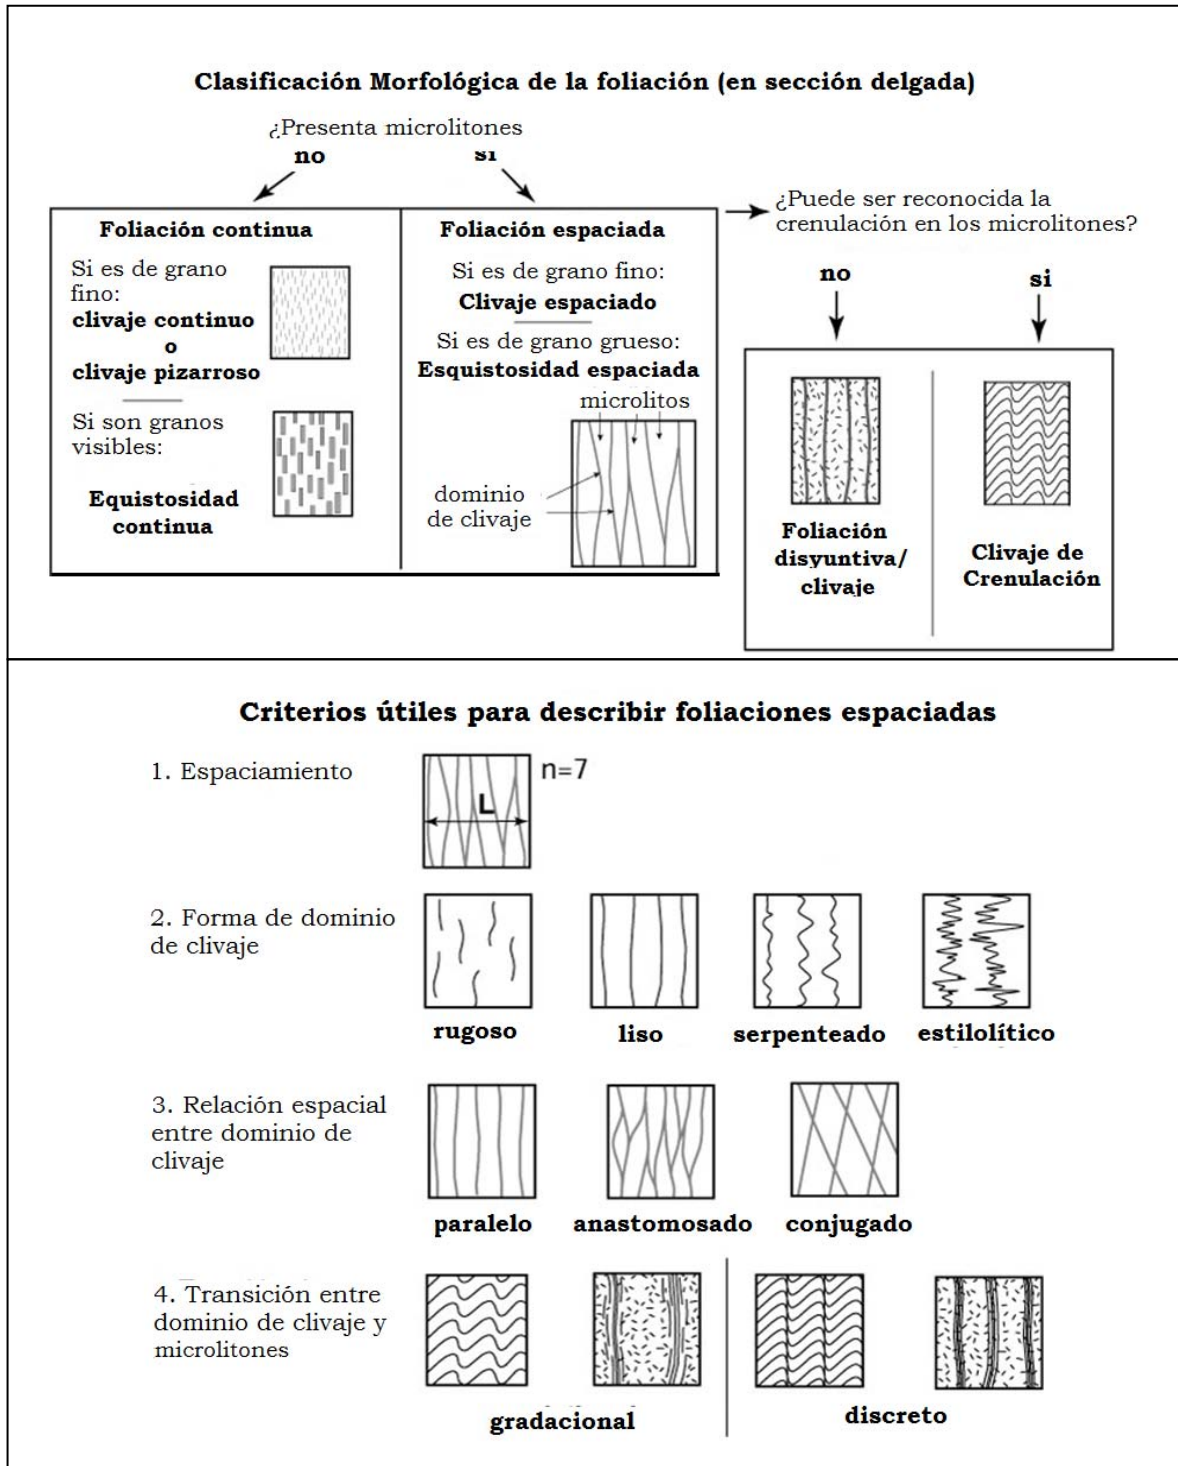 Clasificación Morfológica de la foliación (en sección delgada)
¿Presenta microlitones
no
si
Foliación continua
Si es de grano
fino:
clivaje continuo
o
clivaje pizarroso
Si son granos
visibles:
Equistosidad
continua
Foliación espaciada
Si es de grano fino:
Clivaje espaciado
Si es de grano grueso:
Esquistosidad espaciada
microlitos
dominio
de clivaje
¿Puede ser reconocida la
crenulación en los microlitones?
no
si
Foliación
disyuntiva/
clivaje
Clivaje de
Crenulación
Criterios útiles para describir foliaciones espaciadas
1. Espaciamiento
L
n=7
2. Forma de dominio
de clivaje
rugoso
liso
serpenteado
estilolítico
3. Relación espacial
entre dominio de
clivaje
paralelo
anastomosado
conjugado
4. Transición entre
dominio de clivaje y
microlitones
gradacional
discreto